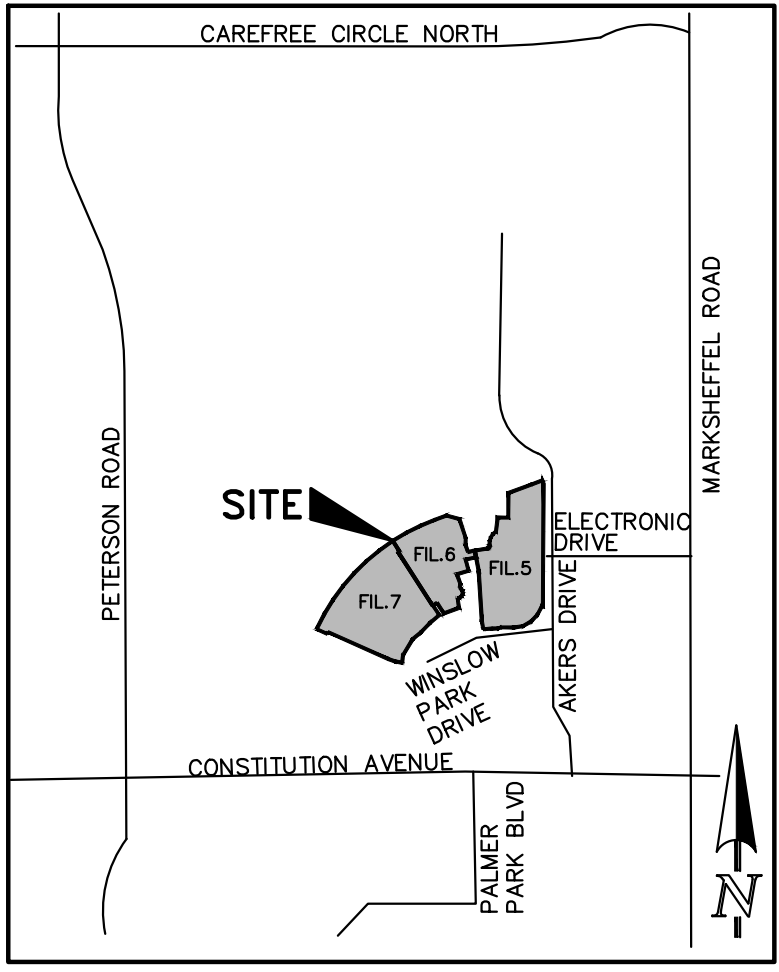 CAREFREE CIRCLE NORTH
MARKSHEFFEL ROAD
PETERSON ROAD
SITE
ELECTRONIC
DRIVE
FIL.6
FIL.5
FIL.7
AKERS DRIVE
WINSLOW
PARK
DRIVE
CONSTITUTION AVENUE
PALMER
PARK BLVD
N